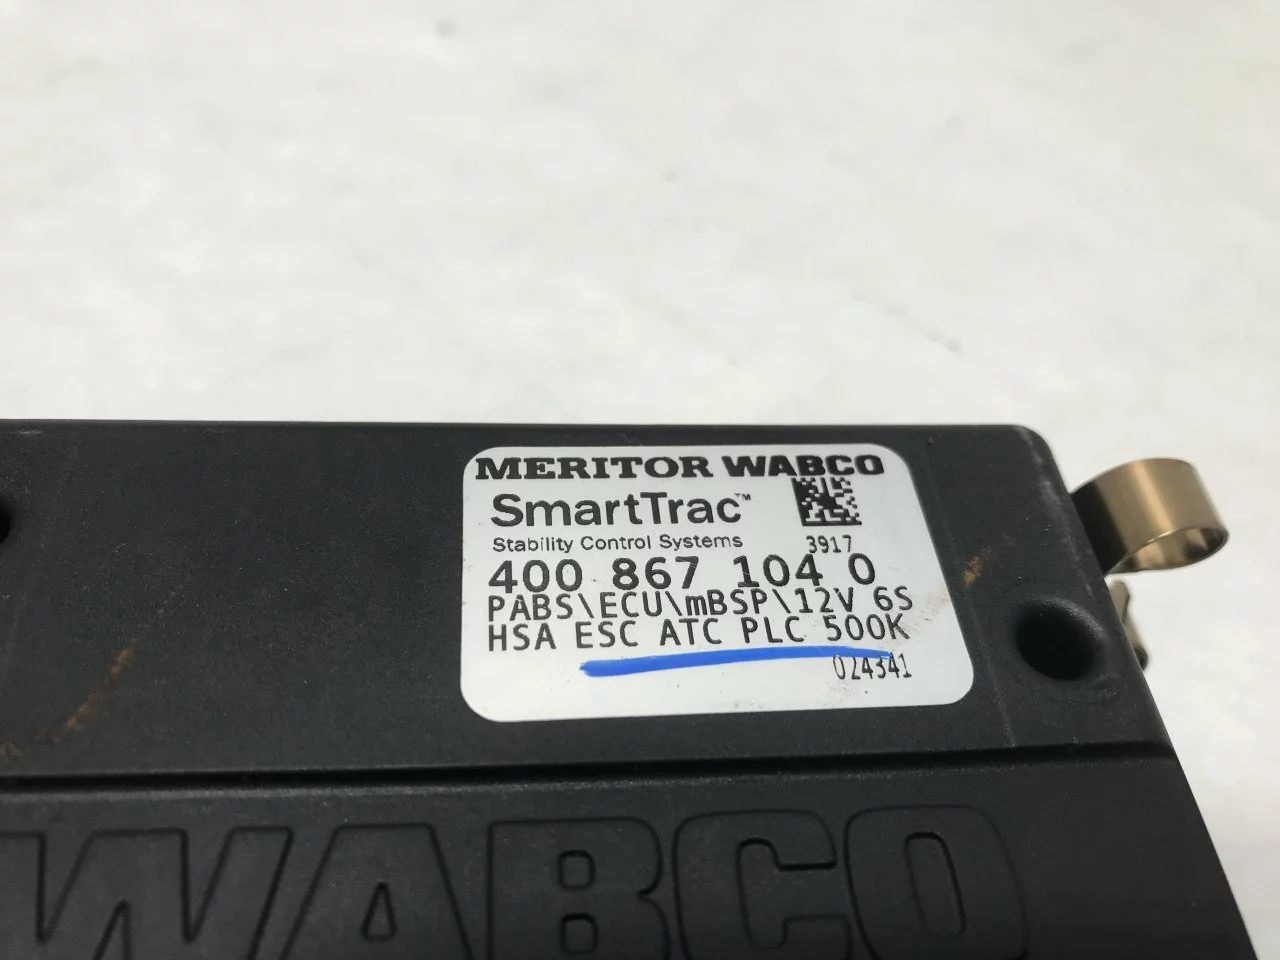 MERITOR WABCO
SmartTrac™
Stability Control Systems
3917
400 867 104 0
PABS\ECU\mBSP\12V 6S
HSA ESC ATC PLC 500K
024341
WABCO